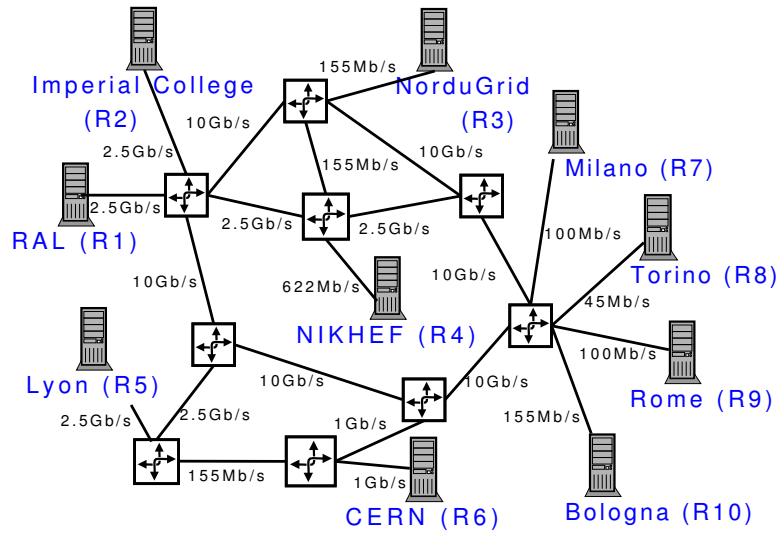 155Mb/s
Imperial College
(R2)
NorduGrid
(R3)
10Gb/s
2.5Gb/s
155Mb/s
10Gb/s
Milano (R7)
2.5Gb/s
RAL (R1)
2.5Gb/s
2.5Gb/s
100Mb/s
Torino (R8)
10Gb/s
10Gb/s
622Mb/s
45Mb/s
NIKHEF (R4)
100Mb/s
Lyon (R5)
10Gb/s
10Gb/s
Rome (R9)
2.5Gb/s
2.5Gb/s
1Gb/s
155Mb/s
155Mb/s
1Gb/s
CERN (R6)
Bologna (R10)